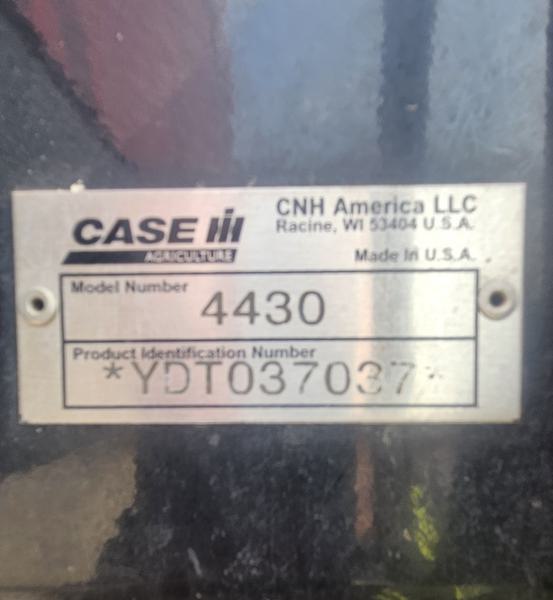 CASE IH
AGRICULTURE
CNH America LLC
Racine, WI 53404 U.S.A.
Made In U.S.A.
Model Number
4430
Product Identification Number
*YDT037037*